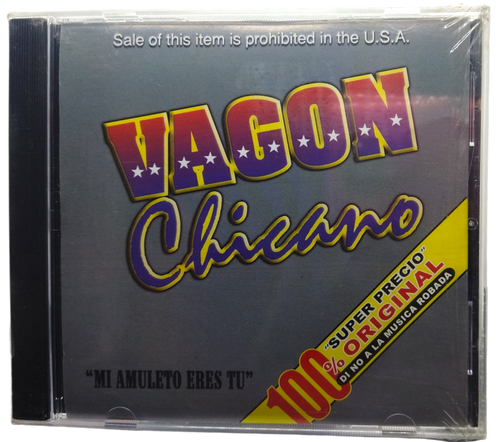 Sale of this item is prohibited in the U.S.A.
VAGON
Chicano
"SUPER PRECIO"
100% ORIGINAL
DI NO A LA MUSICA ROBADA
"MI AMULETO ERES TU"